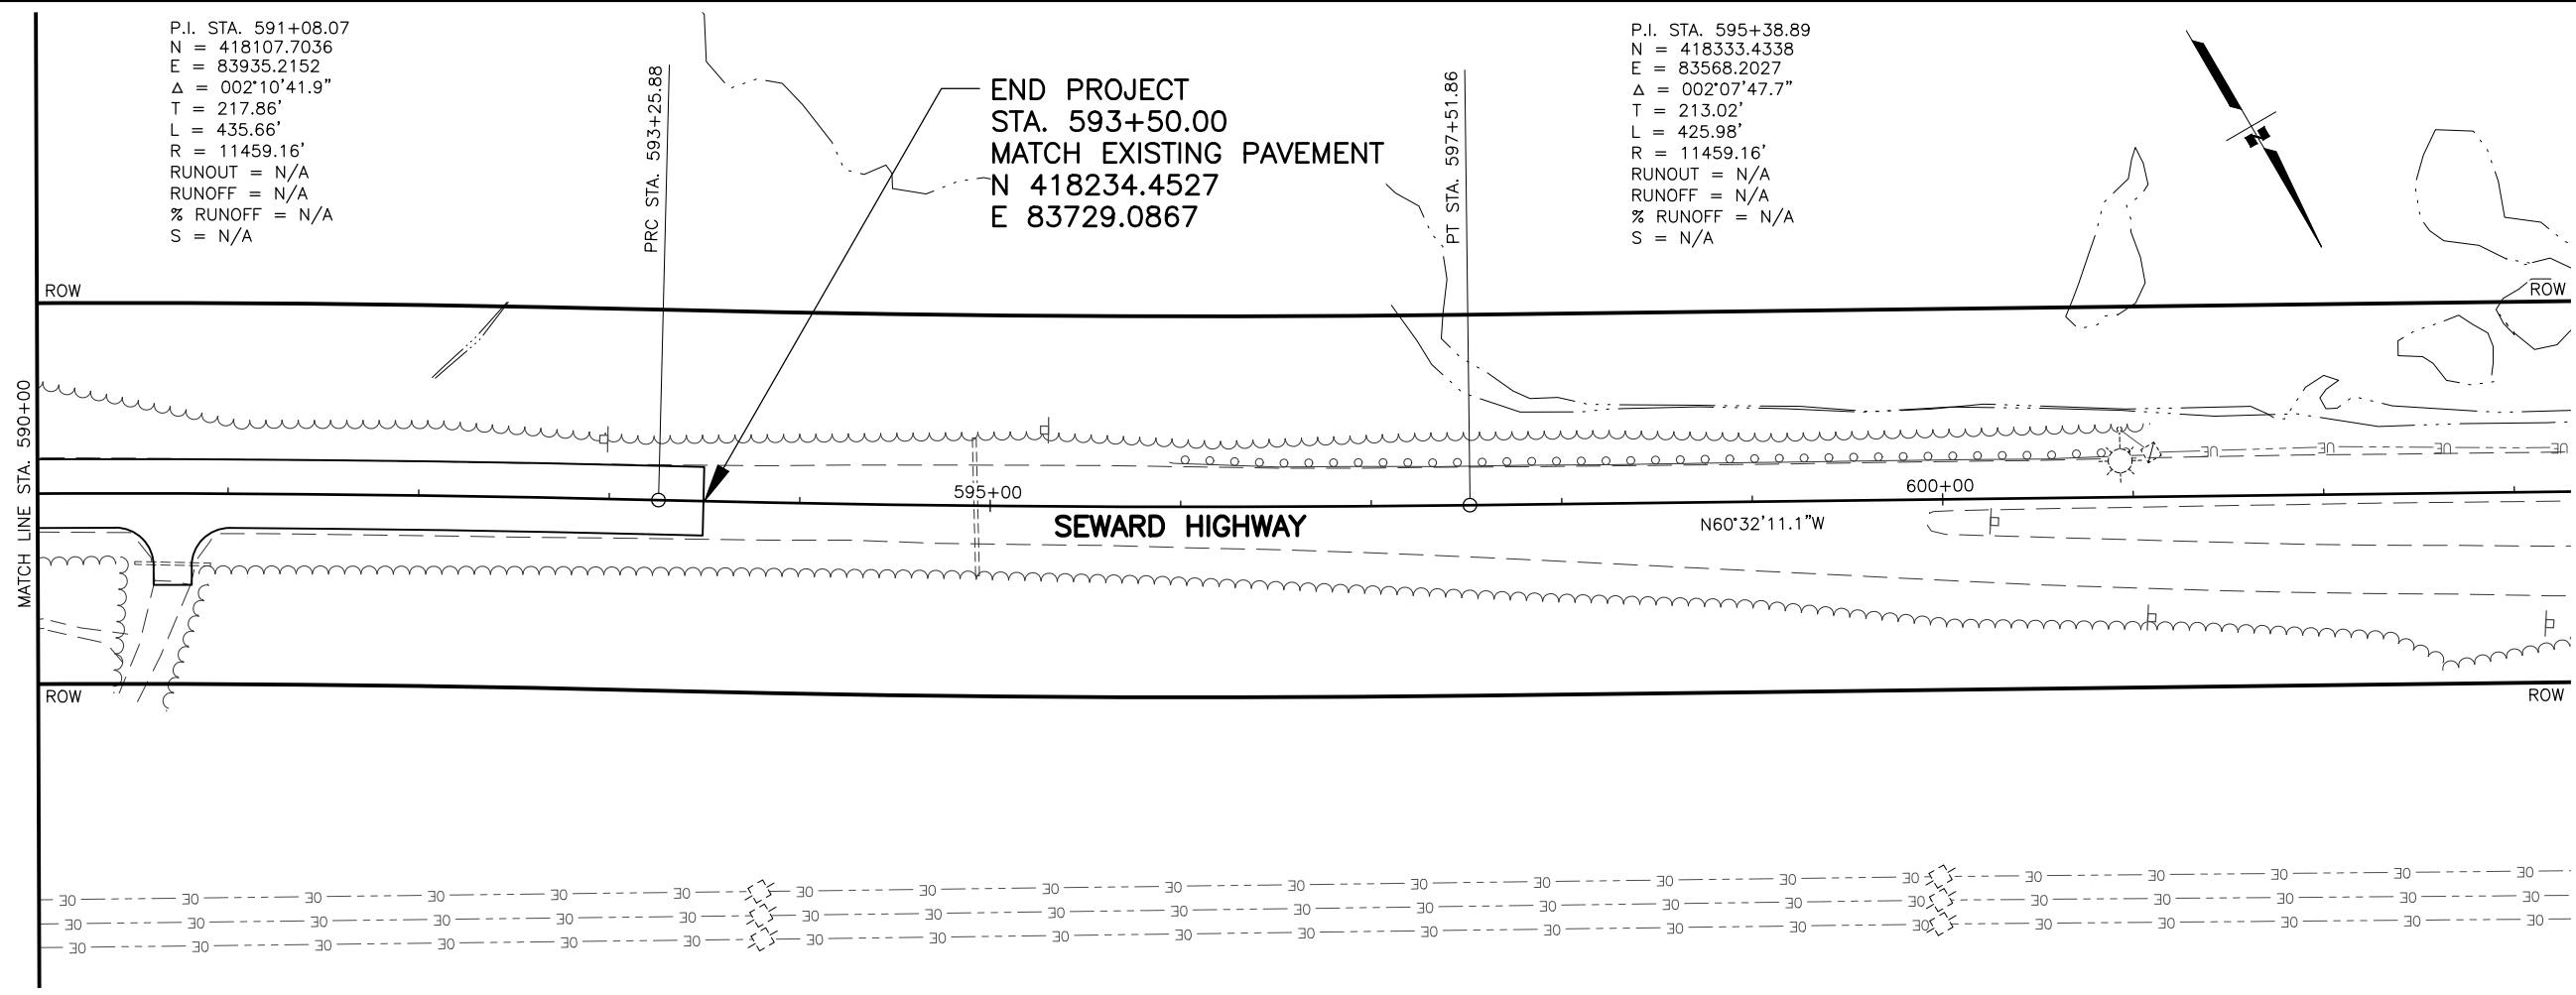 P.I. STA. 591+08.07
N = 418107.7036
E = 83935.2152
Δ = 002°10'41.9"
T = 217.86'
L = 435.66'
R = 11459.16'
RUNOUT = N/A
RUNOFF = N/A
% RUNOFF = N/A
S = N/A
PRC STA. 593+25.88
END PROJECT
STA. 593+50.00
MATCH EXISTING PAVEMENT
N 418234.4527
E 83729.0867
PT STA. 597+51.86
P.I. STA. 595+38.89
N = 418333.4338
E = 83568.2027
Δ = 002°07'47.7"
T = 213.02'
L = 425.98'
R = 11459.16'
RUNOUT = N/A
RUNOFF = N/A
% RUNOFF = N/A
S = N/A
ROW
ROW
MATCH LINE STA. 590+00
595+00
600+00
SEWARD HIGHWAY
N60°32'11.1"W
ROW
ROW